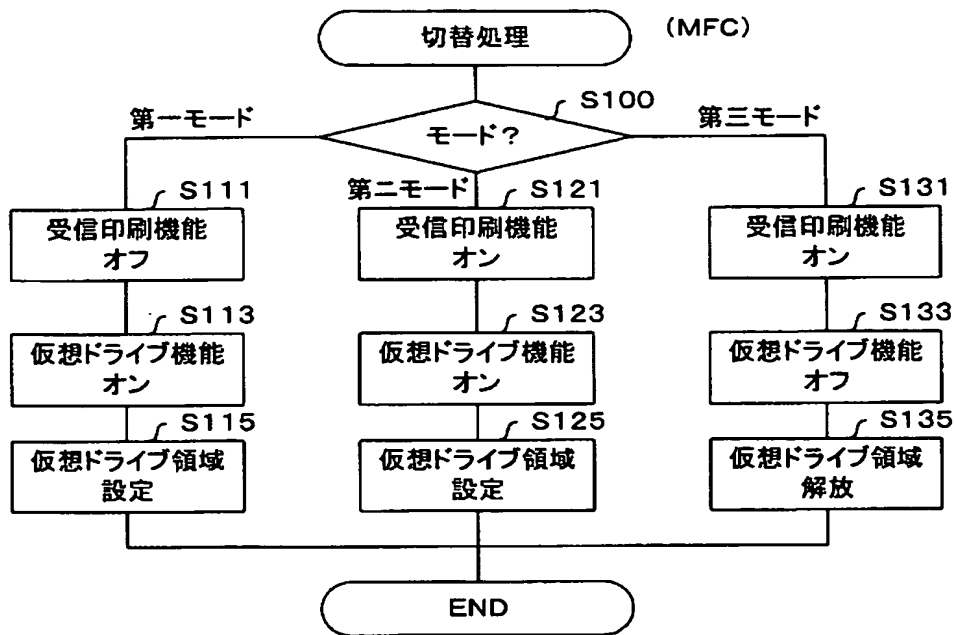 切替処理
(MFC)
S100
モード？
第一モード
第二モード
第三モード
S111
受信印刷機能
オフ
S113
仮想ドライブ機能
オン
S115
仮想ドライブ領域
設定
S121
受信印刷機能
オン
S123
仮想ドライブ機能
オン
S125
仮想ドライブ領域
設定
S131
受信印刷機能
オン
S133
仮想ドライブ機能
オフ
S135
仮想ドライブ領域
解放
END